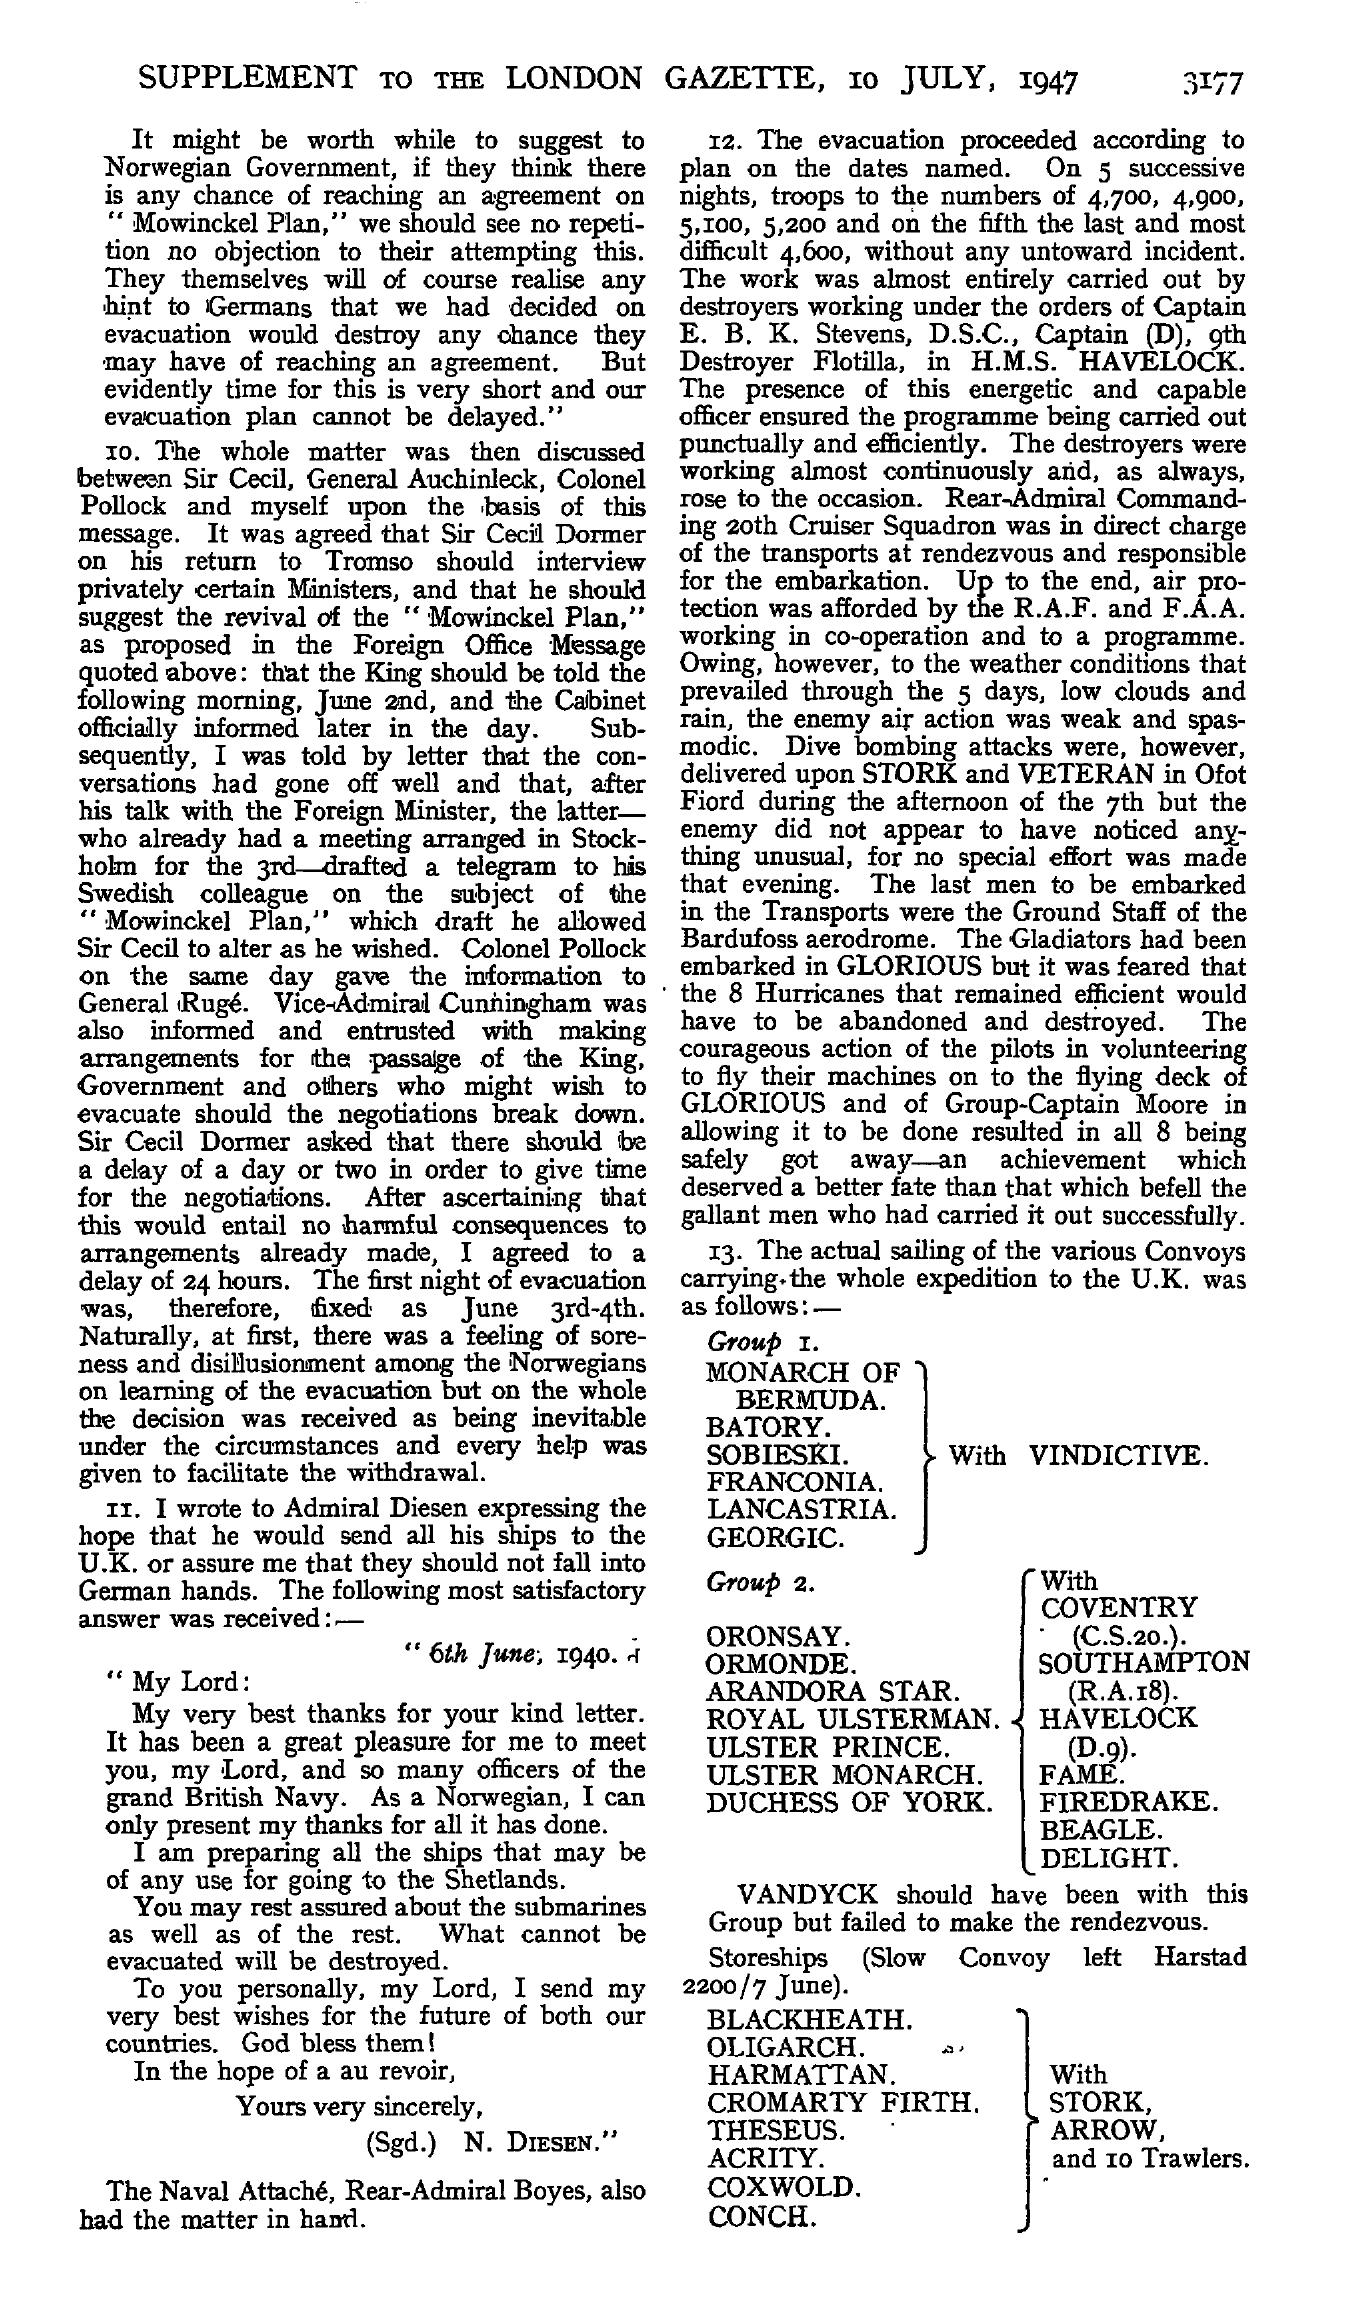 SUPPLEMENT TO THE LONDON GAZETTE, 10 JULY, 1947 3177
It might be worth while to suggest to
Norwegian Government, if they think there
is any chance of reaching an agreement on
" Mowinckel Plan," we should see no repeti-
tion no objection to their attempting this.
They themselves will of course realise any
hint to Germans that we had decided on
evacuation would destroy any chance they
may have of reaching an agreement. But
evidently time for this is very short and our
evacuation plan cannot be delayed."
10. The whole matter was then discussed
between Sir Cecil, General Auchinleck, Colonel
Pollock and myself upon the basis of this
message. It was agreed that Sir Cecil Dormer
on his return to Tromso should interview
privately certain Ministers, and that he should
suggest the revival of the " Mowinckel Plan,"
as proposed in the Foreign Office Message
quoted above: that the King should be told the
following morning, June 2nd, and the Cabinet
officially informed later in the day. Sub-
sequently, I was told by letter that the con-
versations had gone off well and that, after
his talk with the Foreign Minister, the latter—
who already had a meeting arranged in Stock-
holm for the 3rd—drafted a telegram to his
Swedish colleague on the subject of the
" Mowinckel Plan," which draft he allowed
Sir Cecil to alter as he wished. Colonel Pollock
on the same day gave the information to
General Rugé. Vice-Admiral Cunningham was
also informed and entrusted with making
arrangements for the passage of the King,
Government and others who might wish to
evacuate should the negotiations break down.
Sir Cecil Dormer asked that there should be
a delay of a day or two in order to give time
for the negotiations. After ascertaining that
this would entail no harmful consequences to
arrangements already made, I agreed to a
delay of 24 hours. The first night of evacuation
was, therefore, fixed as June 3rd-4th.
Naturally, at first, there was a feeling of sore-
ness and disillusionment among the Norwegians
on learning of the evacuation but on the whole
the decision was received as being inevitable
under the circumstances and every help was
given to facilitate the withdrawal.
11. I wrote to Admiral Diesen expressing the
hope that he would send all his ships to the
U.K. or assure me that they should not fall into
German hands. The following most satisfactory
answer was received:—
" 6th June, 1940.
" My Lord:
My very best thanks for your kind letter.
It has been a great pleasure for me to meet
you, my Lord, and so many officers of the
grand British Navy. As a Norwegian, I can
only present my thanks for all it has done.
I am preparing all the ships that may be
of any use for going to the Shetlands.
You may rest assured about the submarines
as well as of the rest. What cannot be
evacuated will be destroyed.
To you personally, my Lord, I send my
very best wishes for the future of both our
countries. God bless them!
In the hope of a au revoir,
Yours very sincerely,
(Sgd.) N. DIESEN."
The Naval Attaché, Rear-Admiral Boyes, also
had the matter in hand.
12. The evacuation proceeded according to
plan on the dates named. On 5 successive
nights, troops to the numbers of 4,700, 4,900,
5,100, 5,200 and on the fifth the last and most
difficult 4,600, without any untoward incident.
The work was almost entirely carried out by
destroyers working under the orders of Captain
E. B. K. Stevens, D.S.C., Captain (D), 9th
Destroyer Flotilla, in H.M.S. HAVELOCK.
The presence of this energetic and capable
officer ensured the programme being carried out
punctually and efficiently. The destroyers were
working almost continuously and, as always,
rose to the occasion. Rear-Admiral Command-
ing 20th Cruiser Squadron was in direct charge
of the transports at rendezvous and responsible
for the embarkation. Up to the end, air pro-
tection was afforded by the R.A.F. and F.A.A.
working in co-operation and to a programme.
Owing, however, to the weather conditions that
prevailed through the 5 days, low clouds and
rain, the enemy air action was weak and spas-
modic. Dive bombing attacks were, however,
delivered upon STORK and VETERAN in Ofot
Fiord during the afternoon of the 7th but the
enemy did not appear to have noticed any-
thing unusual, for no special effort was made
that evening. The last men to be embarked
in the Transports were the Ground Staff of the
Bardufoss aerodrome. The Gladiators had been
embarked in GLORIOUS but it was feared that
the 8 Hurricanes that remained efficient would
have to be abandoned and destroyed. The
courageous action of the pilots in volunteering
to fly their machines on to the flying deck of
GLORIOUS and of Group-Captain Moore in
allowing it to be done resulted in all 8 being
safely got away—an achievement which
deserved a better fate than that which befell the
gallant men who had carried it out successfully.
13. The actual sailing of the various Convoys
carrying the whole expedition to the U.K. was
as follows:—
Group 1.
MONARCH OF
BERMUDA.
BATORY.
SOBIESKI.
FRANCONIA.
LANCASTRIA.
GEORGIC.
With VINDICTIVE.
Group 2.
ORONSAY.
ORMONDE.
ARANDORA STAR.
ROYAL ULSTERMAN.
ULSTER PRINCE.
ULSTER MONARCH.
DUCHESS OF YORK.
With
COVENTRY
(C.S.20.).
SOUTHAMPTON
(R.A.18).
HAVELOCK
(D.9).
FAME.
FIREDRAKE.
BEAGLE.
DELIGHT.
VANDYCK should have been with this
Group but failed to make the rendezvous.
Storeships (Slow Convoy left Harstad
2200/7 June).
BLACKHEATH.
OLIGARCH.
HARMATTAN.
CROMARTY FIRTH.
THESEUS.
ACRITY.
COXWOLD.
CONCH.
With
STORK,
ARROW,
and 10 Trawlers.